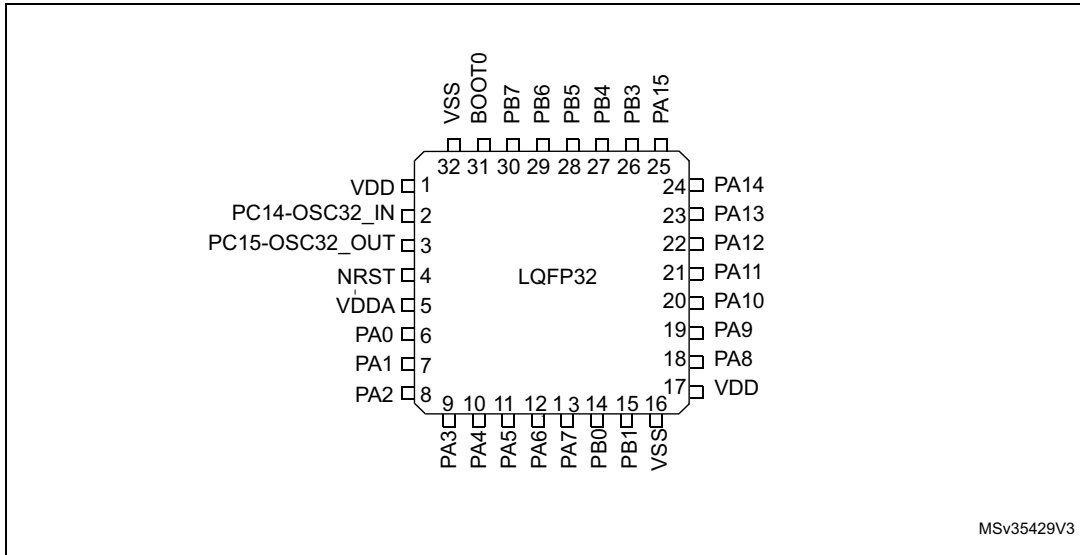 VSS
BOOT0
PB7
PB6
PB5
PB4
PB3
PA15
32 31 30 29 28 27 26 25
VDD 1
PC14-OSC32_IN 2
PC15-OSC32_OUT 3
NRST 4
VDDA 5
PA0 6
PA1 7
PA2 8
LQFP32
24 PA14
23 PA13
22 PA12
21 PA11
20 PA10
19 PA9
18 PA8
17 VDD
9 10 11 12 13 14 15 16
PA3
PA4
PA5
PA6
PA7
PB0
PB1
VSS
MSv35429V3